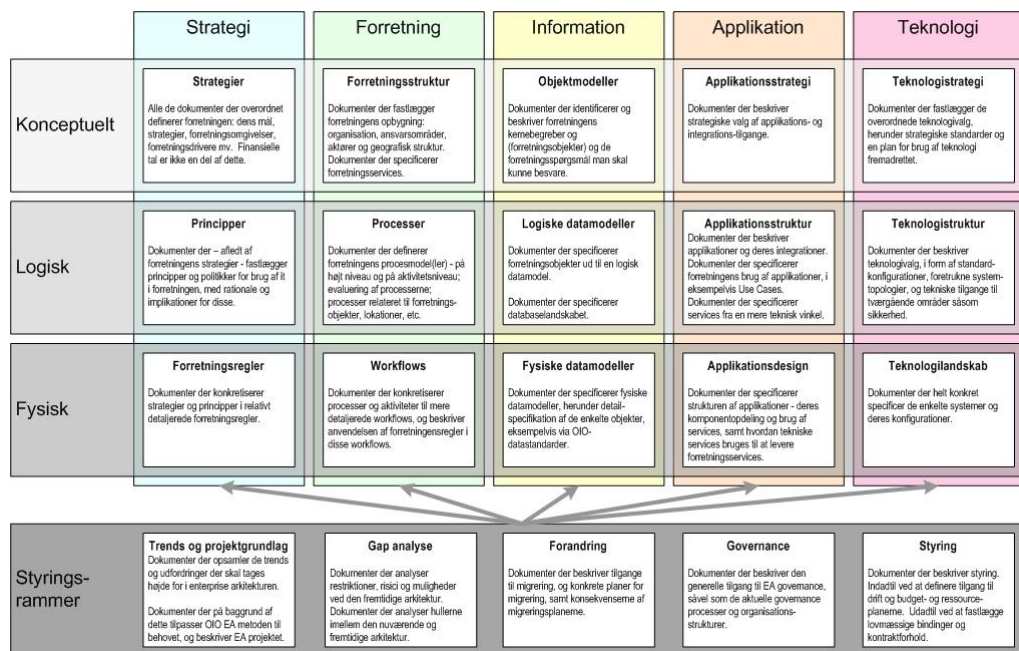 Strategi
Forretning
Information
Applikation
Teknologi
Konceptuelt
Strategier
Alle de dokumenter der overordnet
definerer forretningen: dens mål,
strategier, forretningsomgivelser,
forretningsdrivere mv. Finansielle
tal er ikke en del af dette.
Forretningsstruktur
Dokumenter der fastlægger
forretningens opbygning:
organisation, ansvarsområder,
aktører og geografisk struktur.
Dokumenter der specificerer
forretningsservices.
Objektmodeller
Dokumenter der identificerer og
beskriver forretningens
kernebegreber og
(forretningsobjekter) og de
forretningsspørgsmål man skal
kunne besvare.
Applikationsstrategi
Dokumenter der beskriver
strategiske valg af applikations- og
integrations-tilgange.
Teknologistrategi
Dokumenter der fastlægger de
overordnede teknologivalg,
herunder strategiske standarder og
en plan for brug af teknologi
fremadrettet.
Logisk
Principper
Dokumenter der – afledt af
forretningens strategier - fastlægger
principper og politikker for brug af it
i forretningen, med rationale og
implikationer for disse.
Processer
Dokumenter der definerer
forretningens procesmodel(ler) - på
højt niveau og på aktivitetsniveau;
evaluering af processerne;
processer relateret til forretnings-
objekter, lokationer, etc.
Logiske datamodeller
Dokumenter der specificerer
forretningsobjekter ud til en logisk
datamodel.
Dokumenter der specificerer
databaselandskabet.
Applikationsstruktur
Dokumenter der beskriver
applikationer og deres integrationer.
Dokumenter der specificerer
forretningens brug af applikationer, i
eksempelvis Use Cases.
Dokumenter der specificerer
services fra en mere teknisk vinkel.
Teknologistruktur
Dokumenter der beskriver
teknologivalg, i form af standard-
konfigurationer, foretrukne system-
topologier, og tekniske tilgange til
tværgående områder såsom
sikkerhed.
Fysisk
Forretningsregler
Dokumenter der konkretiserer
strategier og principper i relativt
detaljerede forretningsregler.
Workflows
Dokumenter der konkretiserer
processer og aktiviteter til mere
detaljerede workflows, og beskriver
anvendelsen af forretningensregler i
disse workflows.
Fysiske datamodeller
Dokumenter der specificerer fysiske
datamodeller, herunder detail-
specifikation af de enkelte objekter,
eksempelvis via OIO-
datastandarder.
Applikationsdesign
Dokumenter der specificerer
strukturen af applikationer - deres
komponentopdeling og brug af
services, samt hvordan tekniske
services bruges til at levere
forretningsservices.
Teknologilandskab
Dokumenter der helt konkret
specificer de enkelte systemer og
deres konfigurationer.
Styrings-
rammer
Trends og projektgrundlag
Dokumenter der opsamler de trends
og udfordringer der skal tages
højde for i enterprise arkitekturen.
Dokumenter der på baggrund af
dette tilpasser OIO EA metoden til
behovet, og beskriver EA projektet.
Gap analyse
Dokumenter der analyser
restriktioner, risici og muligheder
ved den fremtidige arkitektur.
Dokumenter der analyser hullerne
imellem den nuværende og
fremtidige arkitektur.
Forandring
Dokumenter der beskriver tilgange
til migrering, og konkrete planer for
migrering, samt konsekvenserne af
migreringsplanerne.
Governance
Dokumenter der beskriver den
generelle tilgang til EA governance,
såvel som de aktuelle governance
processer og organisations-
strukturer.
Styring
Dokumenter der beskriver styring.
Indadtil ved at definere tilgang til
drift og budget- og ressource-
planerne. Udadtil ved at fastlægge
lovmæssige bindinger og
kontraktforhold.